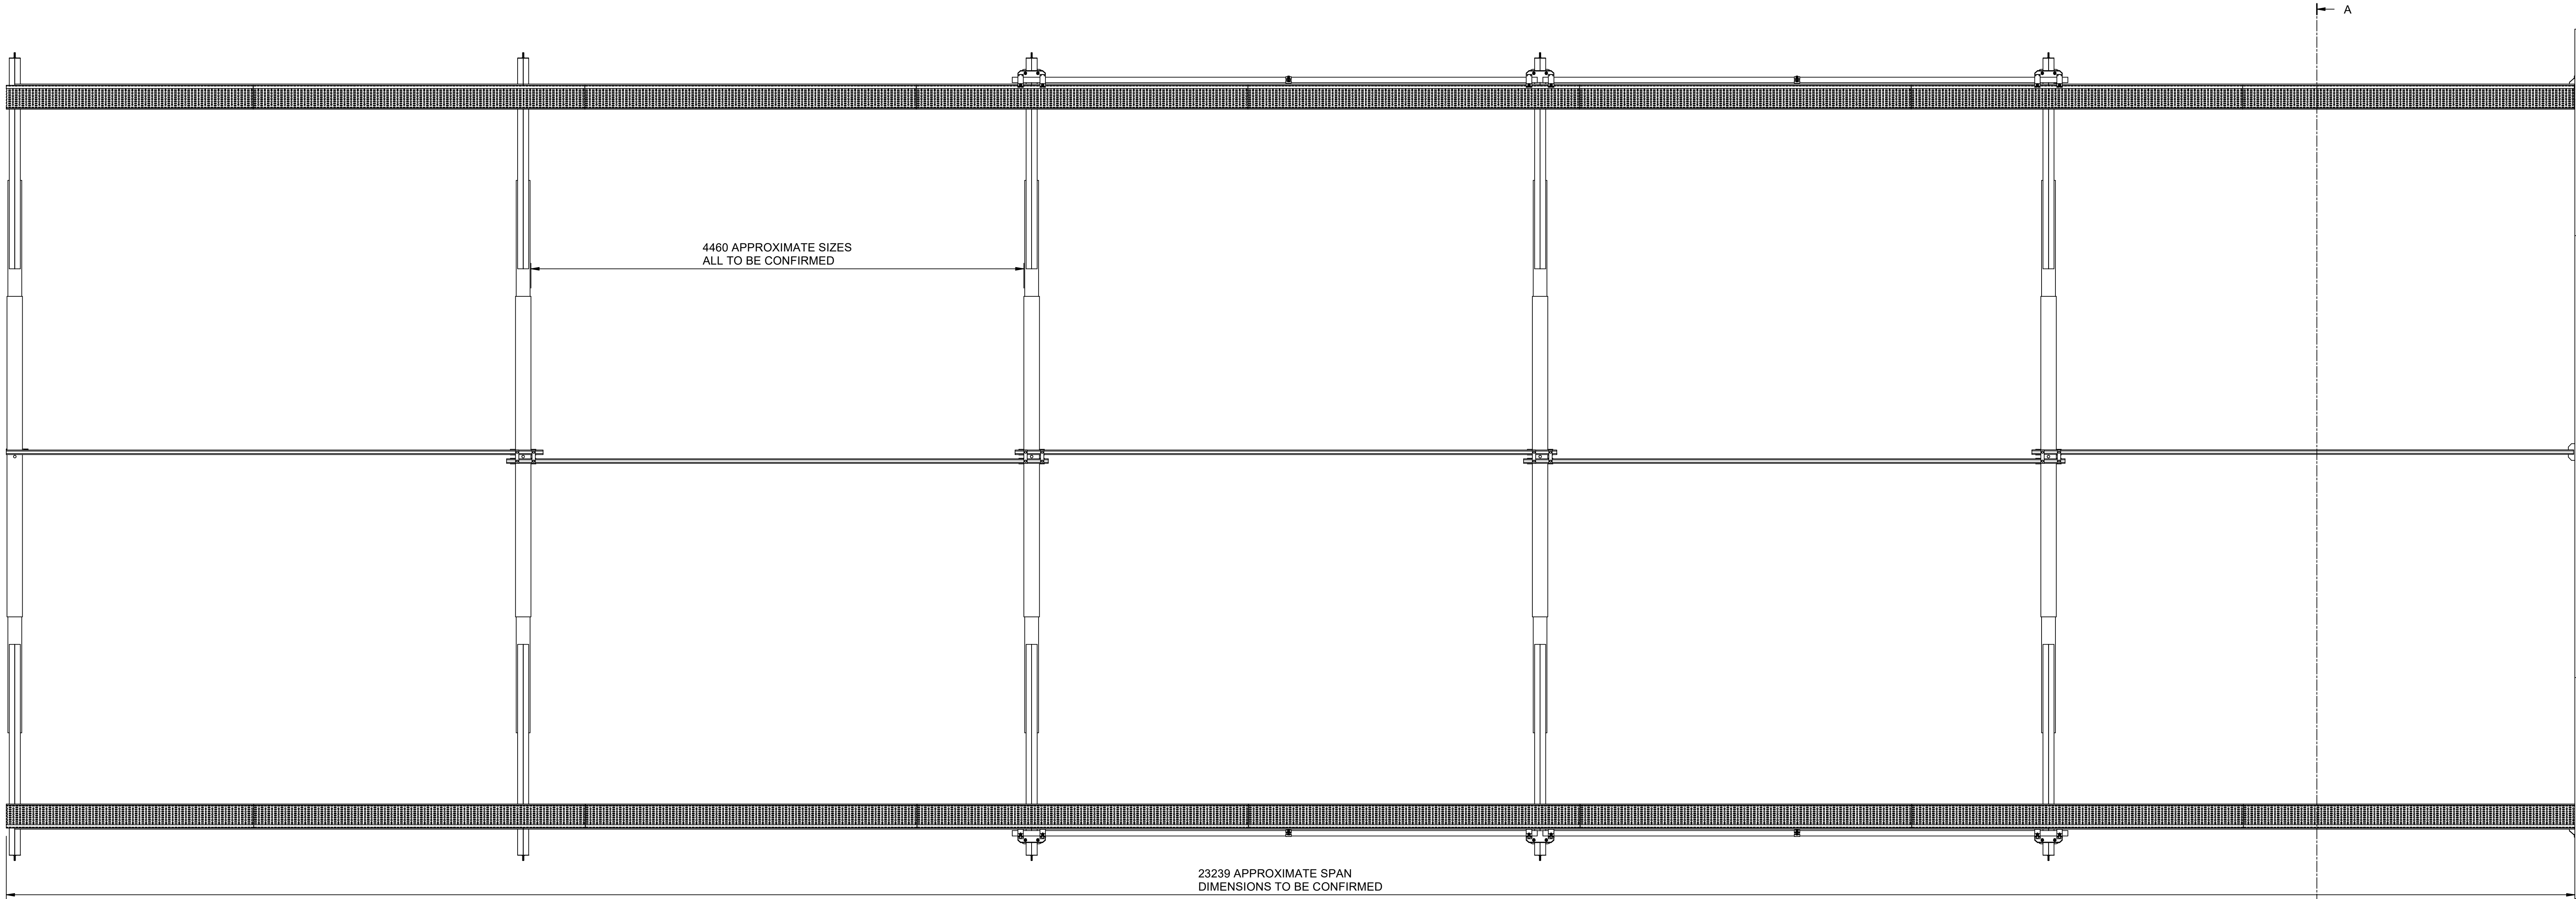 A
4460 APPROXIMATE SIZES
ALL TO BE CONFIRMED
23239 APPROXIMATE SPAN
DIMENSIONS TO BE CONFIRMED